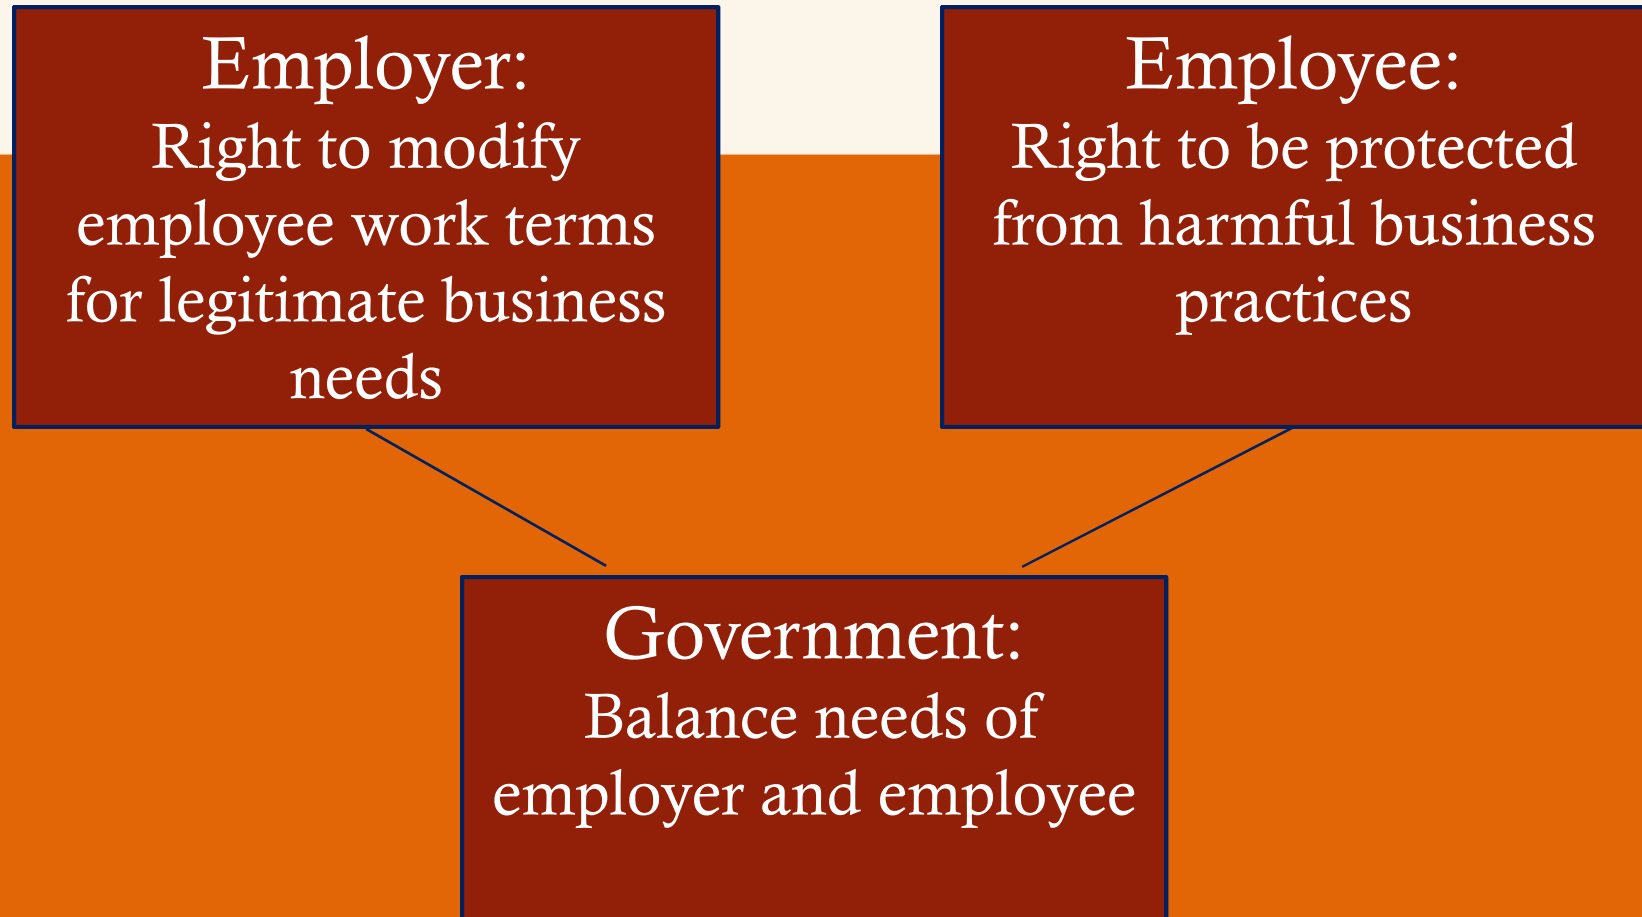 Employer:
Right to modify
employee work terms
for legitimate business
needs
Employee:
Right to be protected
from harmful business
practices
Government:
Balance needs of
employer and employee